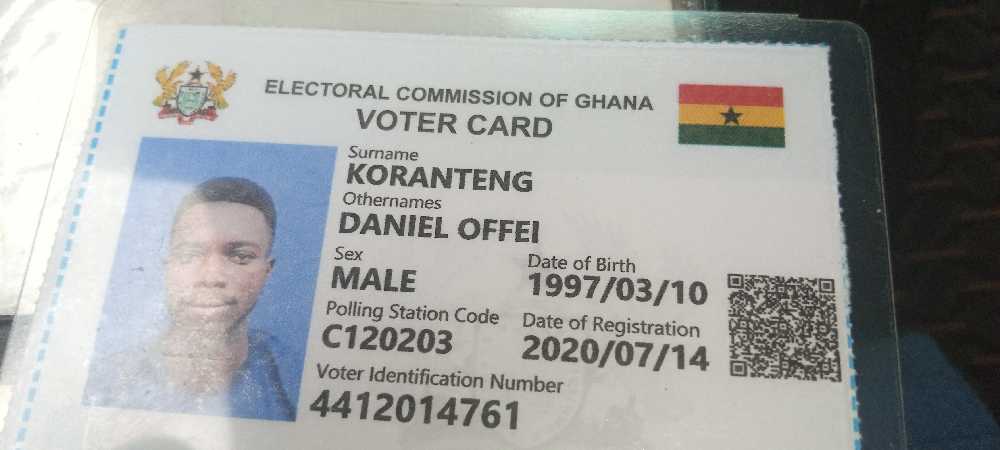 ELECTORAL COMMISSION OF GHANA
VOTER CARD
Surname
KORANTENG
Othernames
DANIEL OFFEI
Sex
MALE
Date of Birth
1997/03/10
Polling Station Code
C120203
Date of Registration
2020/07/14
Voter Identification Number
4412014761